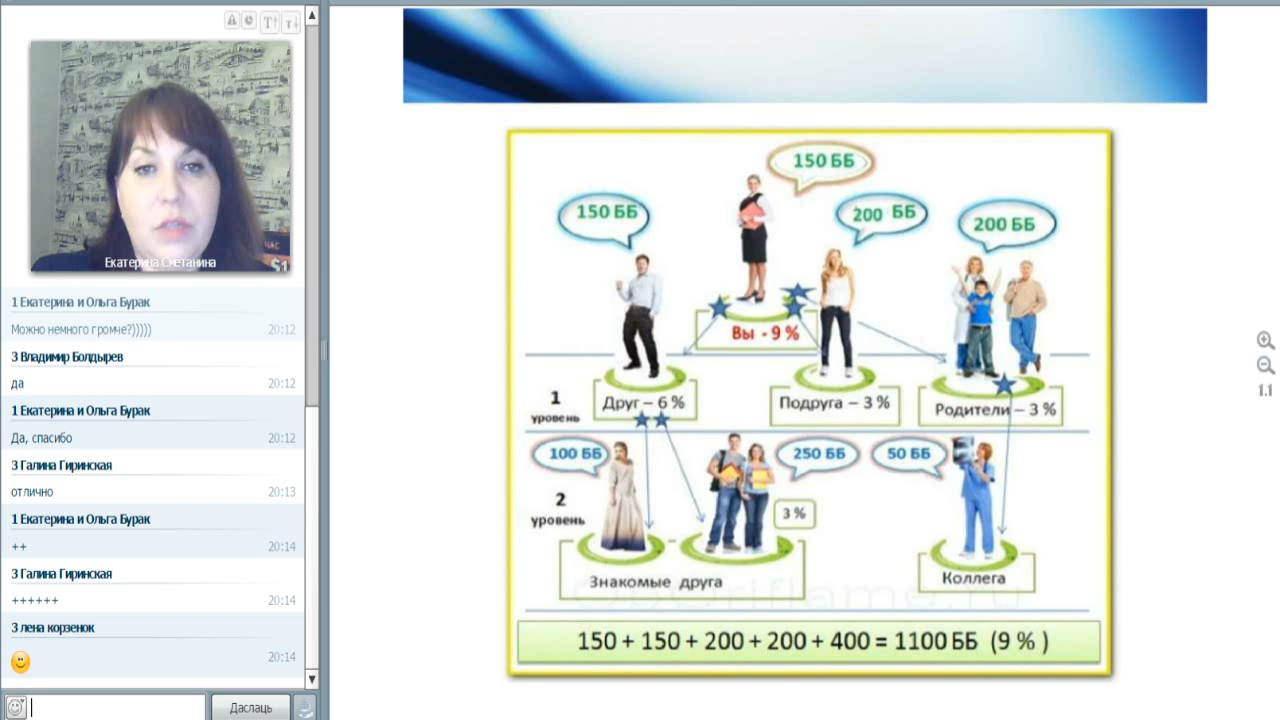 Екатерина Сметанина
1 Екатерина и Ольга Бурак
Можно немного громче?))))) 20:12
3 Владимир Болдырев
да 20:12
1 Екатерина и Ольга Бурак
Да, спасибо 20:12
3 Галина Гиринская
отлично 20:13
1 Екатерина и Ольга Бурак
++ 20:14
3 Галина Гиринская
++++++ 20:14
3 лена корзенок
20:14
Даслаць
150 ББ
150 ББ
200 ББ
200 ББ
Вы - 9 %
1
уровень
Друг – 6 %
Подруга – 3 %
Родители – 3 %
100 ББ
250 ББ
50 ББ
2
уровень
3 %
Знакомые друга
Коллега
150 + 150 + 200 + 200 + 400 = 1100 ББ (9 % )
1.1